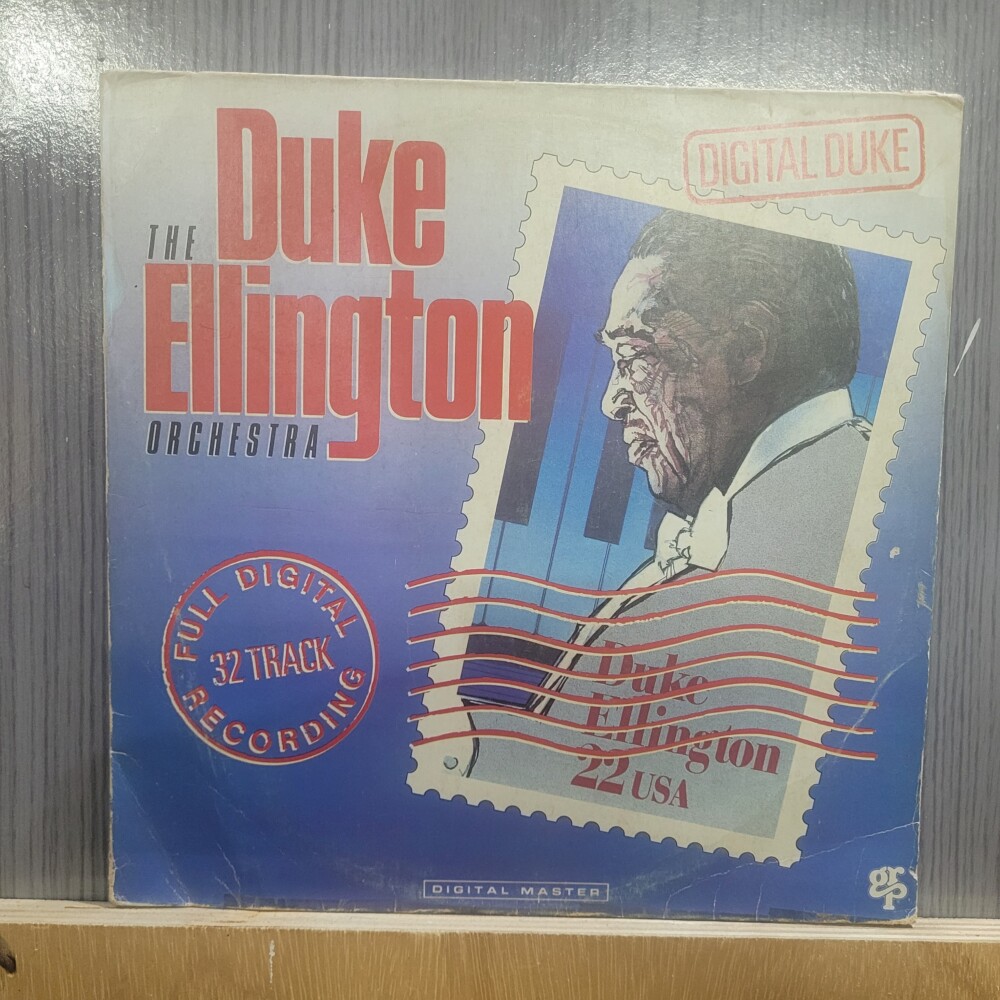 THE Duke
Ellington
ORCHESTRA
DIGITAL DUKE
FULL DIGITAL
32 TRACK
RECORDING
Duke
Ellington
22 USA
DIGITAL MASTER
grp